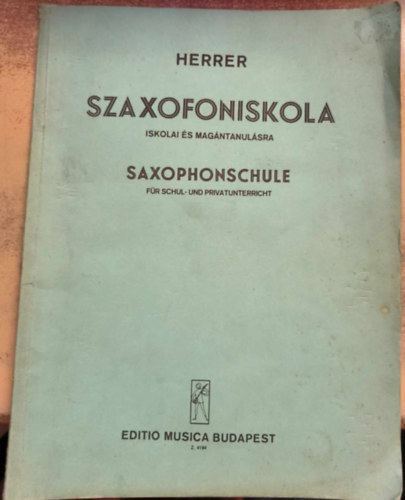 HERRER
SZAXOFONISKOLA
ISKOLAI ÉS MAGÁNTANULÁSRA
SAXOPHONSCHULE
FÜR SCHUL- UND PRIVATUNTERRICHT
EDITIO MUSICA BUDAPEST
Z.